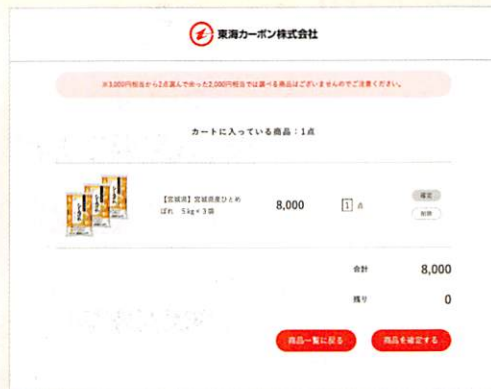 東海カーボン株式会社
※3,000円相当から2点選んで余った2,000円相当では選べる商品はございませんのでご注意ください。
カートに入っている商品：1点
【宮城県】宮城県産ひとめ
ぼれ 5kg×3袋
8,000
1 点
確定
削除
合計 8,000
残り 0
商品一覧に戻る
商品を確定する